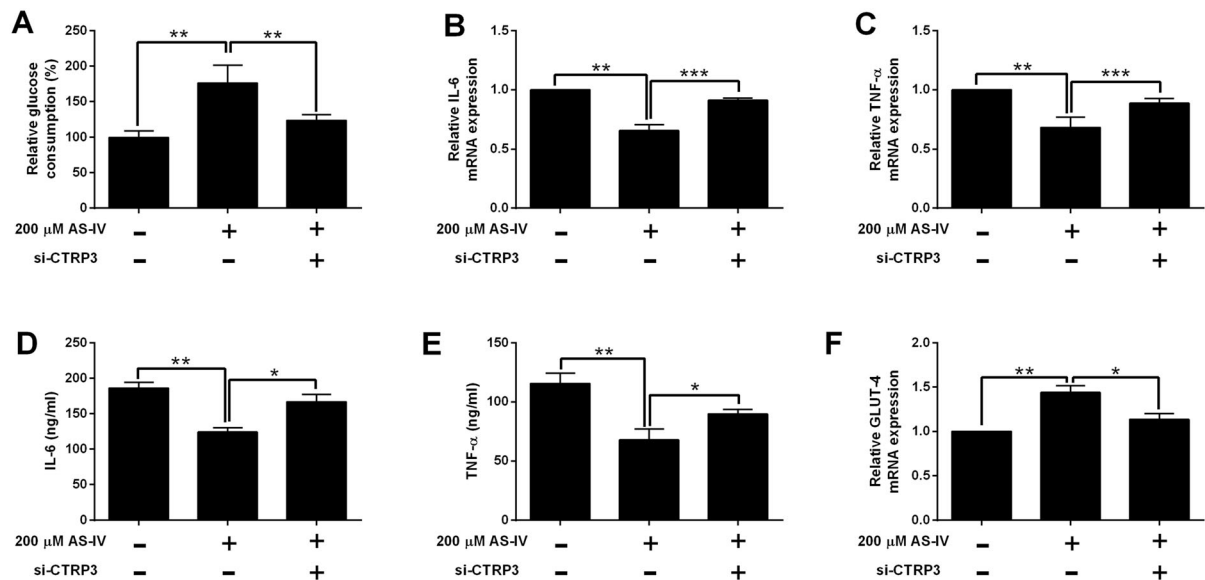 A
Relative glucose
consumption (%)
250
200
150
100
50
0
** **
200 μM AS-IV - + +
si-CTRP3 - - +
B
Relative IL-6
mRNA expression
1.5
1.0
0.5
0.0
** ***
200 μM AS-IV - + +
si-CTRP3 - - +
C
Relative TNF-α
mRNA expression
1.5
1.0
0.5
0.0
** ***
200 μM AS-IV - + +
si-CTRP3 - - +
D
IL-6 (ng/ml)
250
200
150
100
50
0
** *
200 μM AS-IV - + +
si-CTRP3 - - +
E
TNF-α (ng/ml)
150
100
50
0
** *
200 μM AS-IV - + +
si-CTRP3 - - +
F
Relative GLUT-4
mRNA expression
2.0
1.5
1.0
0.5
0.0
** *
200 μM AS-IV - + +
si-CTRP3 - - +